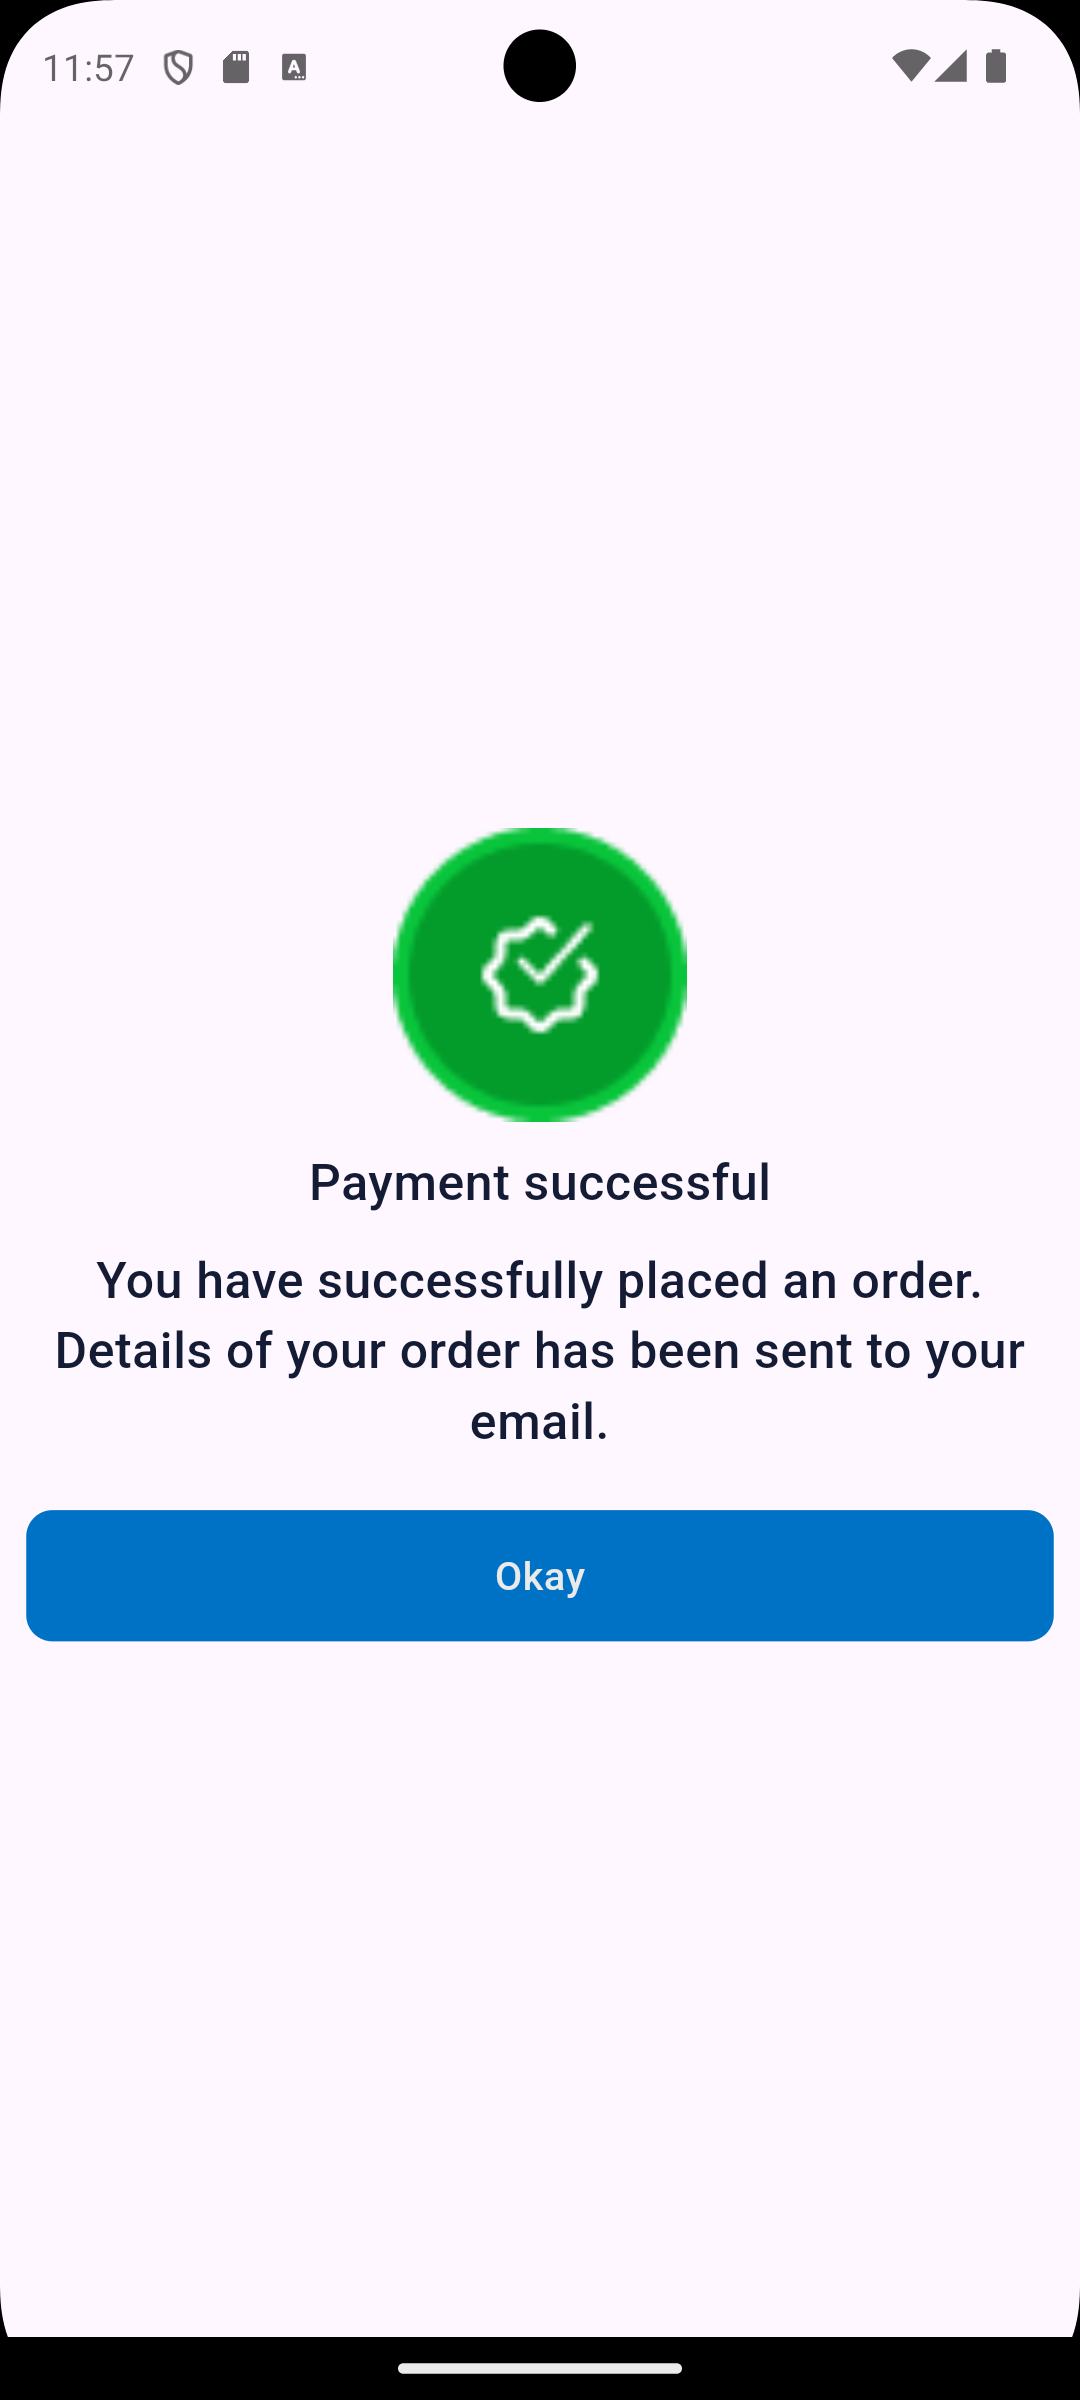 11:57
Payment successful
You have successfully placed an order.
Details of your order has been sent to your
email.
Okay